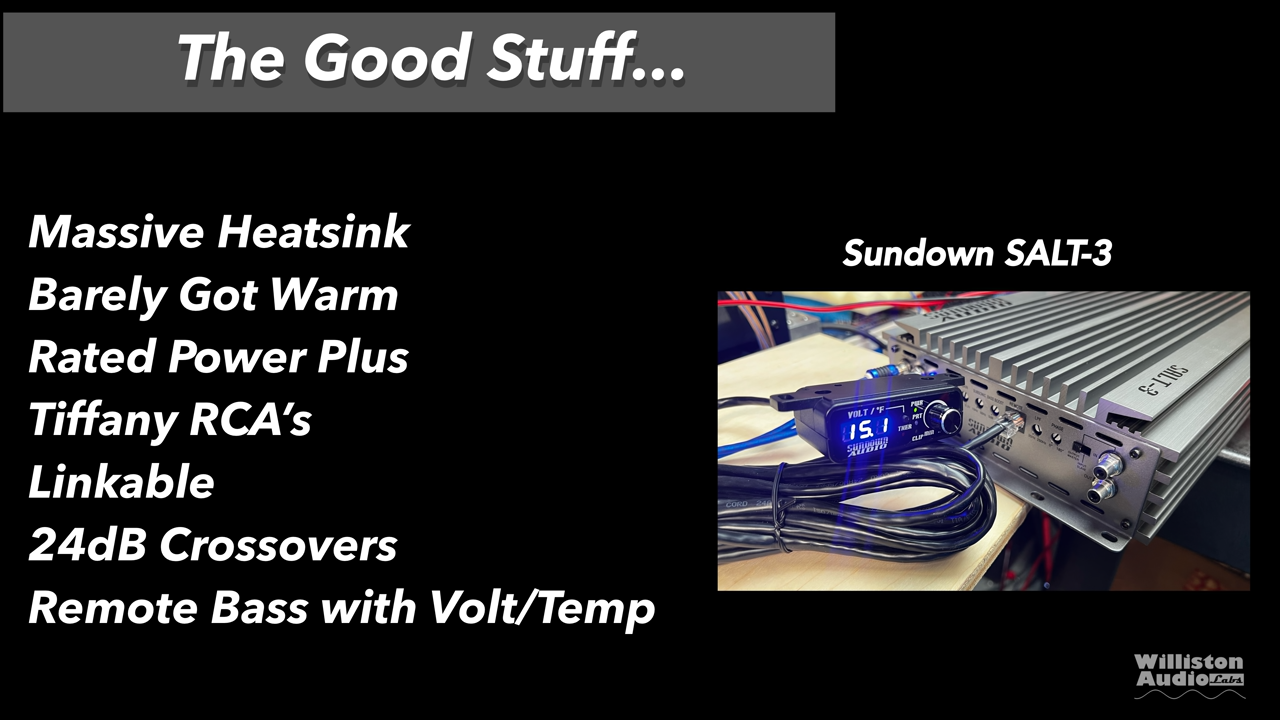 The Good Stuff...
Massive Heatsink
Barely Got Warm
Rated Power Plus
Tiffany RCA’s
Linkable
24dB Crossovers
Remote Bass with Volt/Temp
Sundown SALT-3
SALT-3
VOLT / °F
15.1
PWR
PRT
THER
CLIP
SUNDOWN
AUDIO
CORD
Williston
Audio Labs